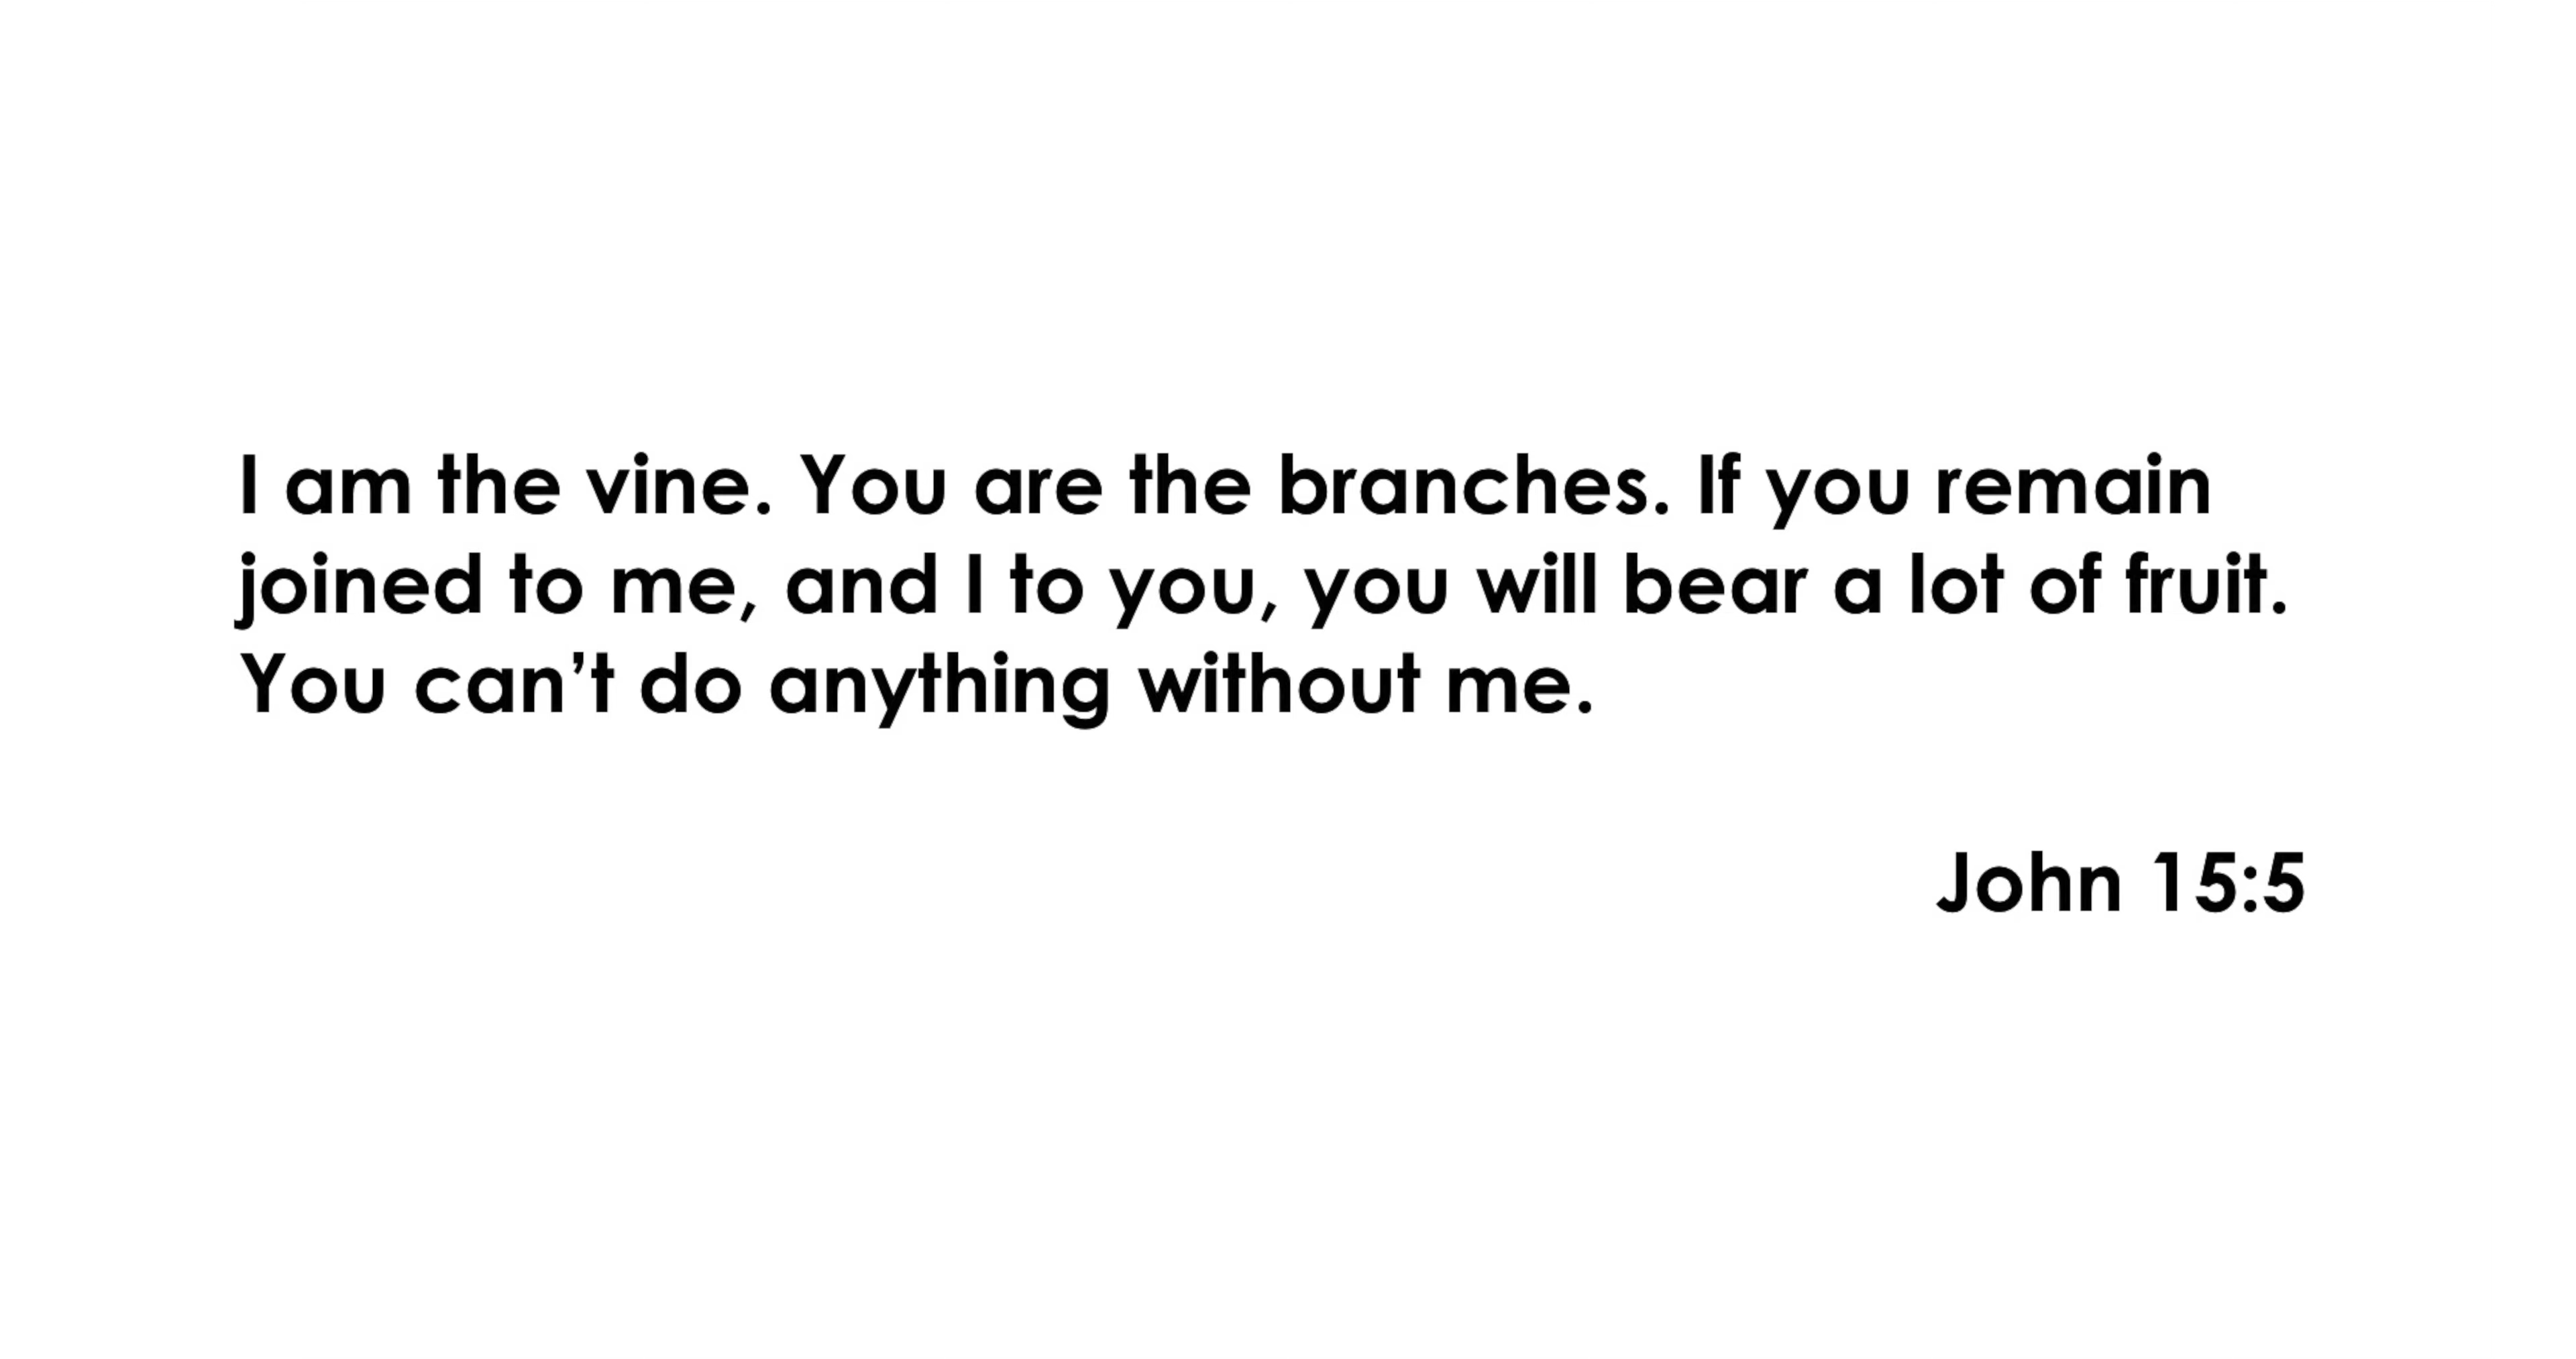 I am the vine. You are the branches. If you remain
joined to me, and I to you, you will bear a lot of fruit.
You can’t do anything without me.
John 15:5